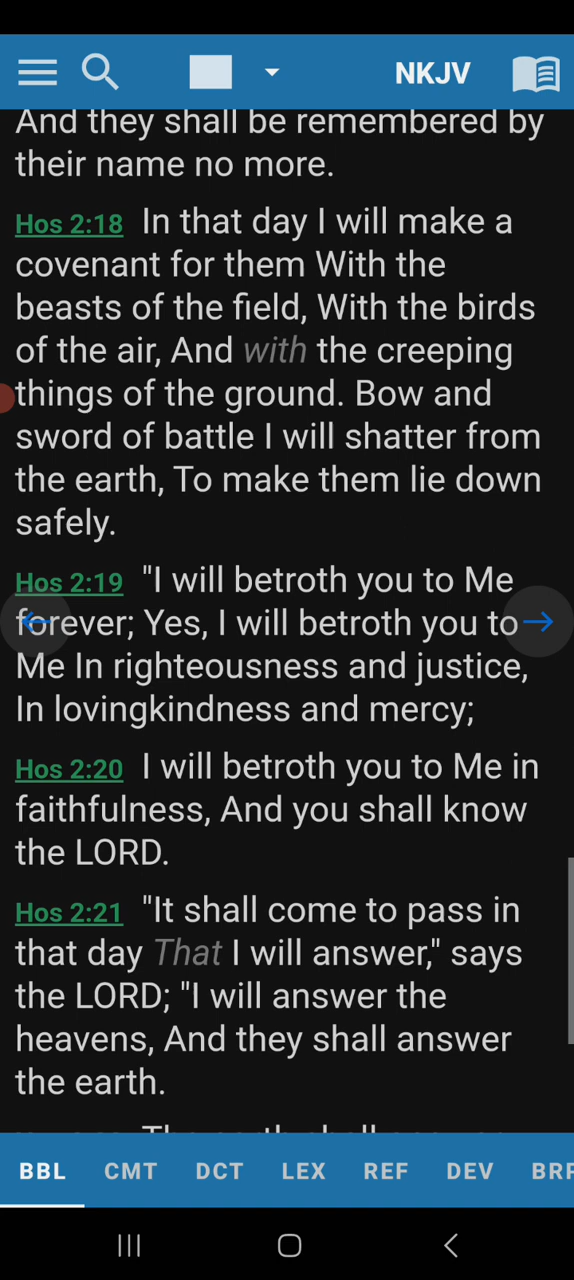 NKJV
And they shall be remembered by
their name no more.
Hos 2:18 In that day I will make a
covenant for them With the
beasts of the field, With the birds
of the air, And with the creeping
things of the ground. Bow and
sword of battle I will shatter from
the earth, To make them lie down
safely.
Hos 2:19 "I will betroth you to Me
forever; Yes, I will betroth you to
Me In righteousness and justice,
In lovingkindness and mercy;
Hos 2:20 I will betroth you to Me in
faithfulness, And you shall know
the LORD.
Hos 2:21 "It shall come to pass in
that day That I will answer," says
the LORD; "I will answer the
heavens, And they shall answer
the earth.
BBL CMT DCT LEX REF DEV BRP